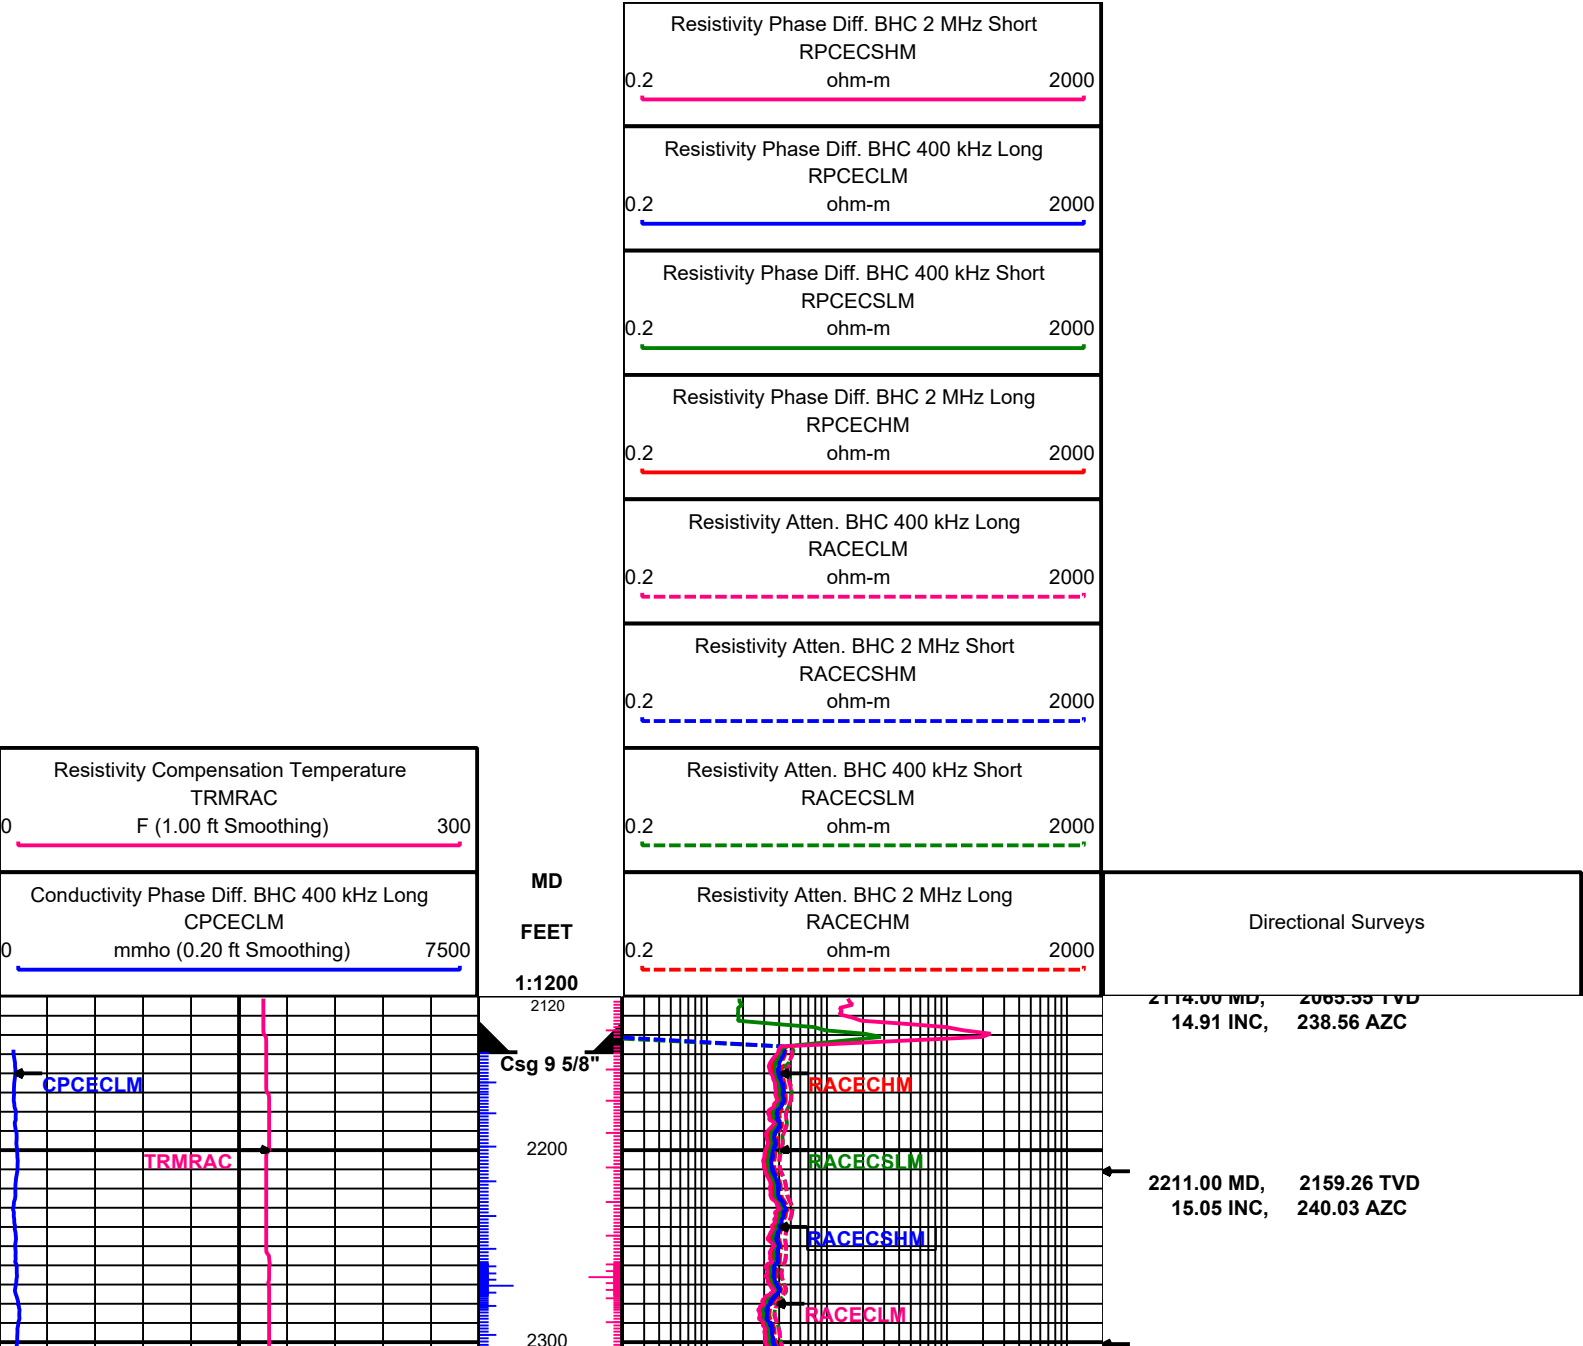 Resistivity Phase Diff. BHC 2 MHz Short
RPCECSHM
0.2 ohm-m 2000
Resistivity Phase Diff. BHC 400 kHz Long
RPCECLM
0.2 ohm-m 2000
Resistivity Phase Diff. BHC 400 kHz Short
RPCECSLM
0.2 ohm-m 2000
Resistivity Phase Diff. BHC 2 MHz Long
RPCECHM
0.2 ohm-m 2000
Resistivity Atten. BHC 400 kHz Long
RACECLM
0.2 ohm-m 2000
Resistivity Atten. BHC 2 MHz Short
RACECSHM
0.2 ohm-m 2000
Resistivity Compensation Temperature
TRMRAC
0 F (1.00 ft Smoothing) 300
Resistivity Atten. BHC 400 kHz Short
RACECSLM
0.2 ohm-m 2000
Conductivity Phase Diff. BHC 400 kHz Long
CPCECLM
0 mmho (0.20 ft Smoothing) 7500
MD
FEET
1:1200
Resistivity Atten. BHC 2 MHz Long
RACECHM
0.2 ohm-m 2000
Directional Surveys
2120
2114.00 MD, 2065.55 TVD
14.91 INC, 238.56 AZC
Csg 9 5/8"
CPCECLM
RACECHM
2200
TRMRAC
RACECSLM
2211.00 MD, 2159.26 TVD
15.05 INC, 240.03 AZC
RACECSHM
RACECLM
2300